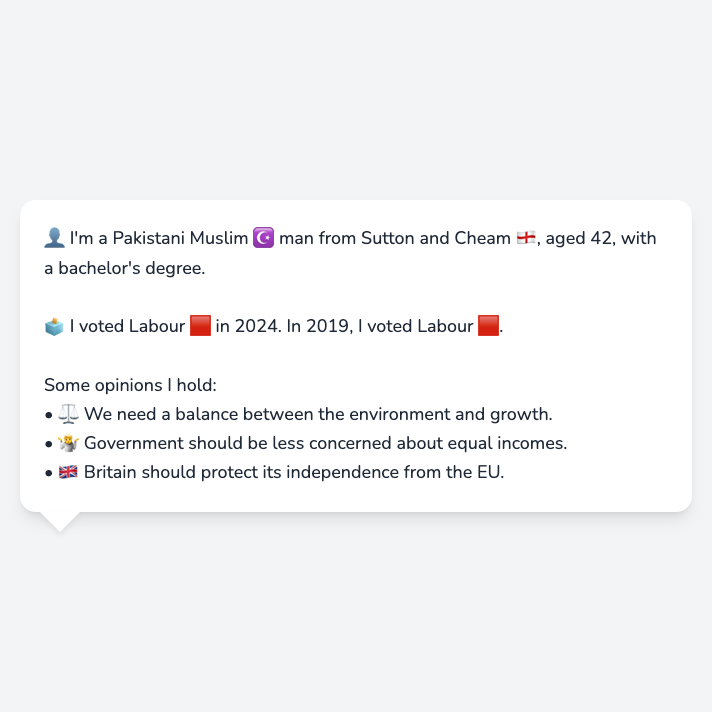 👤 I'm a Pakistani Muslim ☪️ man from Sutton and Cheam 🏴󠁧󠁢󠁥󠁮󠁧󠁿, aged 42, with
a bachelor's degree.
🗳️ I voted Labour 🟥 in 2024. In 2019, I voted Labour 🟥.
Some opinions I hold:
• ⚖️ We need a balance between the environment and growth.
• 🤷‍♂️ Government should be less concerned about equal incomes.
• 🇬🇧 Britain should protect its independence from the EU.